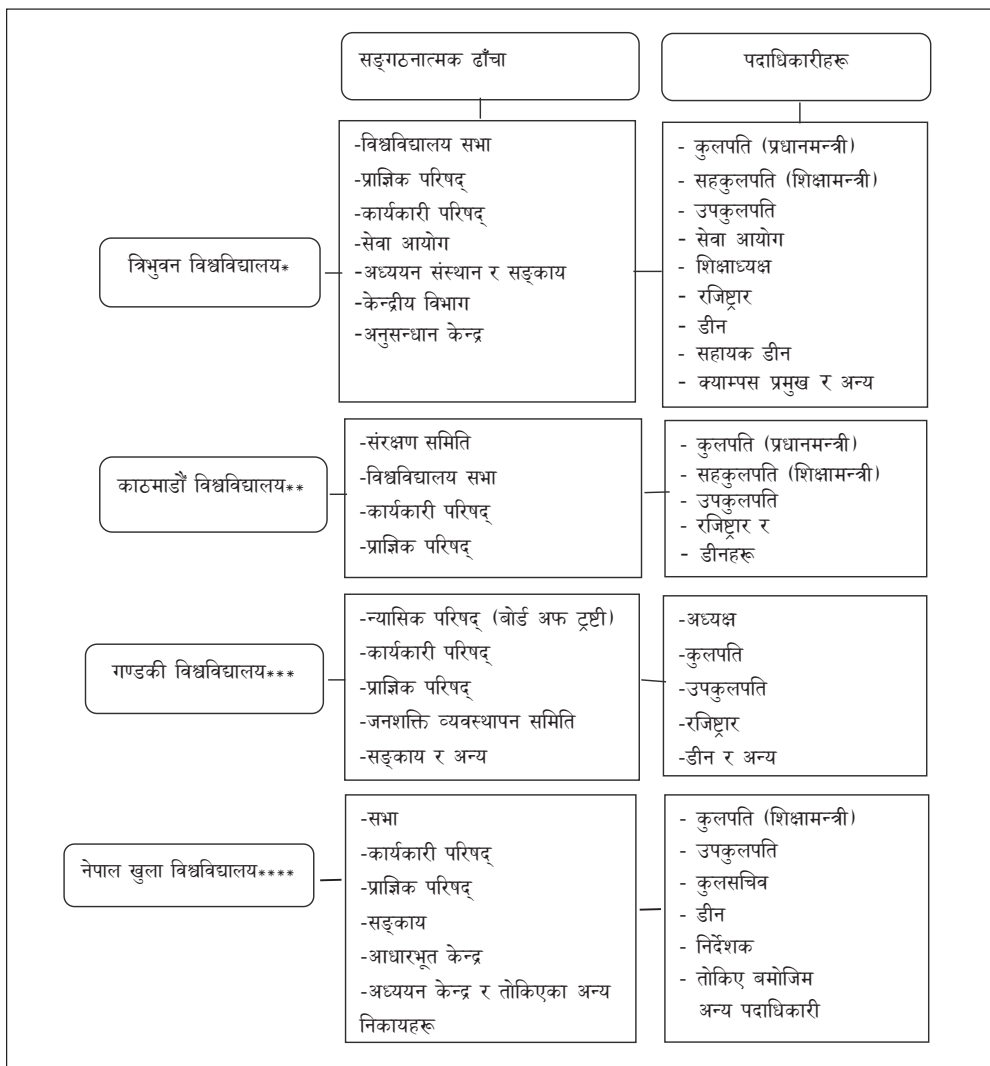 सङ्गठनात्मक ढाँचा
पदाधिकारीहरू
त्रिभुवन विश्वविद्यालय*
-विश्वविद्यालय सभा
-प्राज्ञिक परिषद्
-कार्यकारी परिषद्
-सेवा आयोग
-अध्ययन संस्थान र सङ्काय
-केन्द्रीय विभाग
-अनुसन्धान केन्द्र
- कुलपति (प्रधानमन्त्री)
- सहकुलपति (शिक्षामन्त्री)
- उपकुलपति
- सेवा आयोग
- शिक्षाध्यक्ष
- रजिष्ट्रार
- डीन
- सहायक डीन
- क्याम्पस प्रमुख र अन्य
काठमाडौँ विश्वविद्यालय**
-संरक्षण समिति
-विश्वविद्यालय सभा
-कार्यकारी परिषद्
-प्राज्ञिक परिषद्
- कुलपति (प्रधानमन्त्री)
- सहकुलपति (शिक्षामन्त्री)
- उपकुलपति
- रजिष्ट्रार र
- डीनहरू
गण्डकी विश्वविद्यालय***
-न्यासिक परिषद् (बोर्ड अफ ट्रष्टी)
-कार्यकारी परिषद्
-प्राज्ञिक परिषद्
-जनशक्ति व्यवस्थापन समिति
-सङ्काय र अन्य
-अध्यक्ष
-कुलपति
-उपकुलपति
-रजिष्ट्रार
-डीन र अन्य
नेपाल खुला विश्वविद्यालय****
-सभा
-कार्यकारी परिषद्
-प्राज्ञिक परिषद्
-सङ्काय
-आधारभूत केन्द्र
-अध्ययन केन्द्र र तोकिएका अन्य
निकायहरू
- कुलपति (शिक्षामन्त्री)
- उपकुलपति
- कुलसचिव
- डीन
- निर्देशक
- तोकिए बमोजिम
अन्य पदाधिकारी